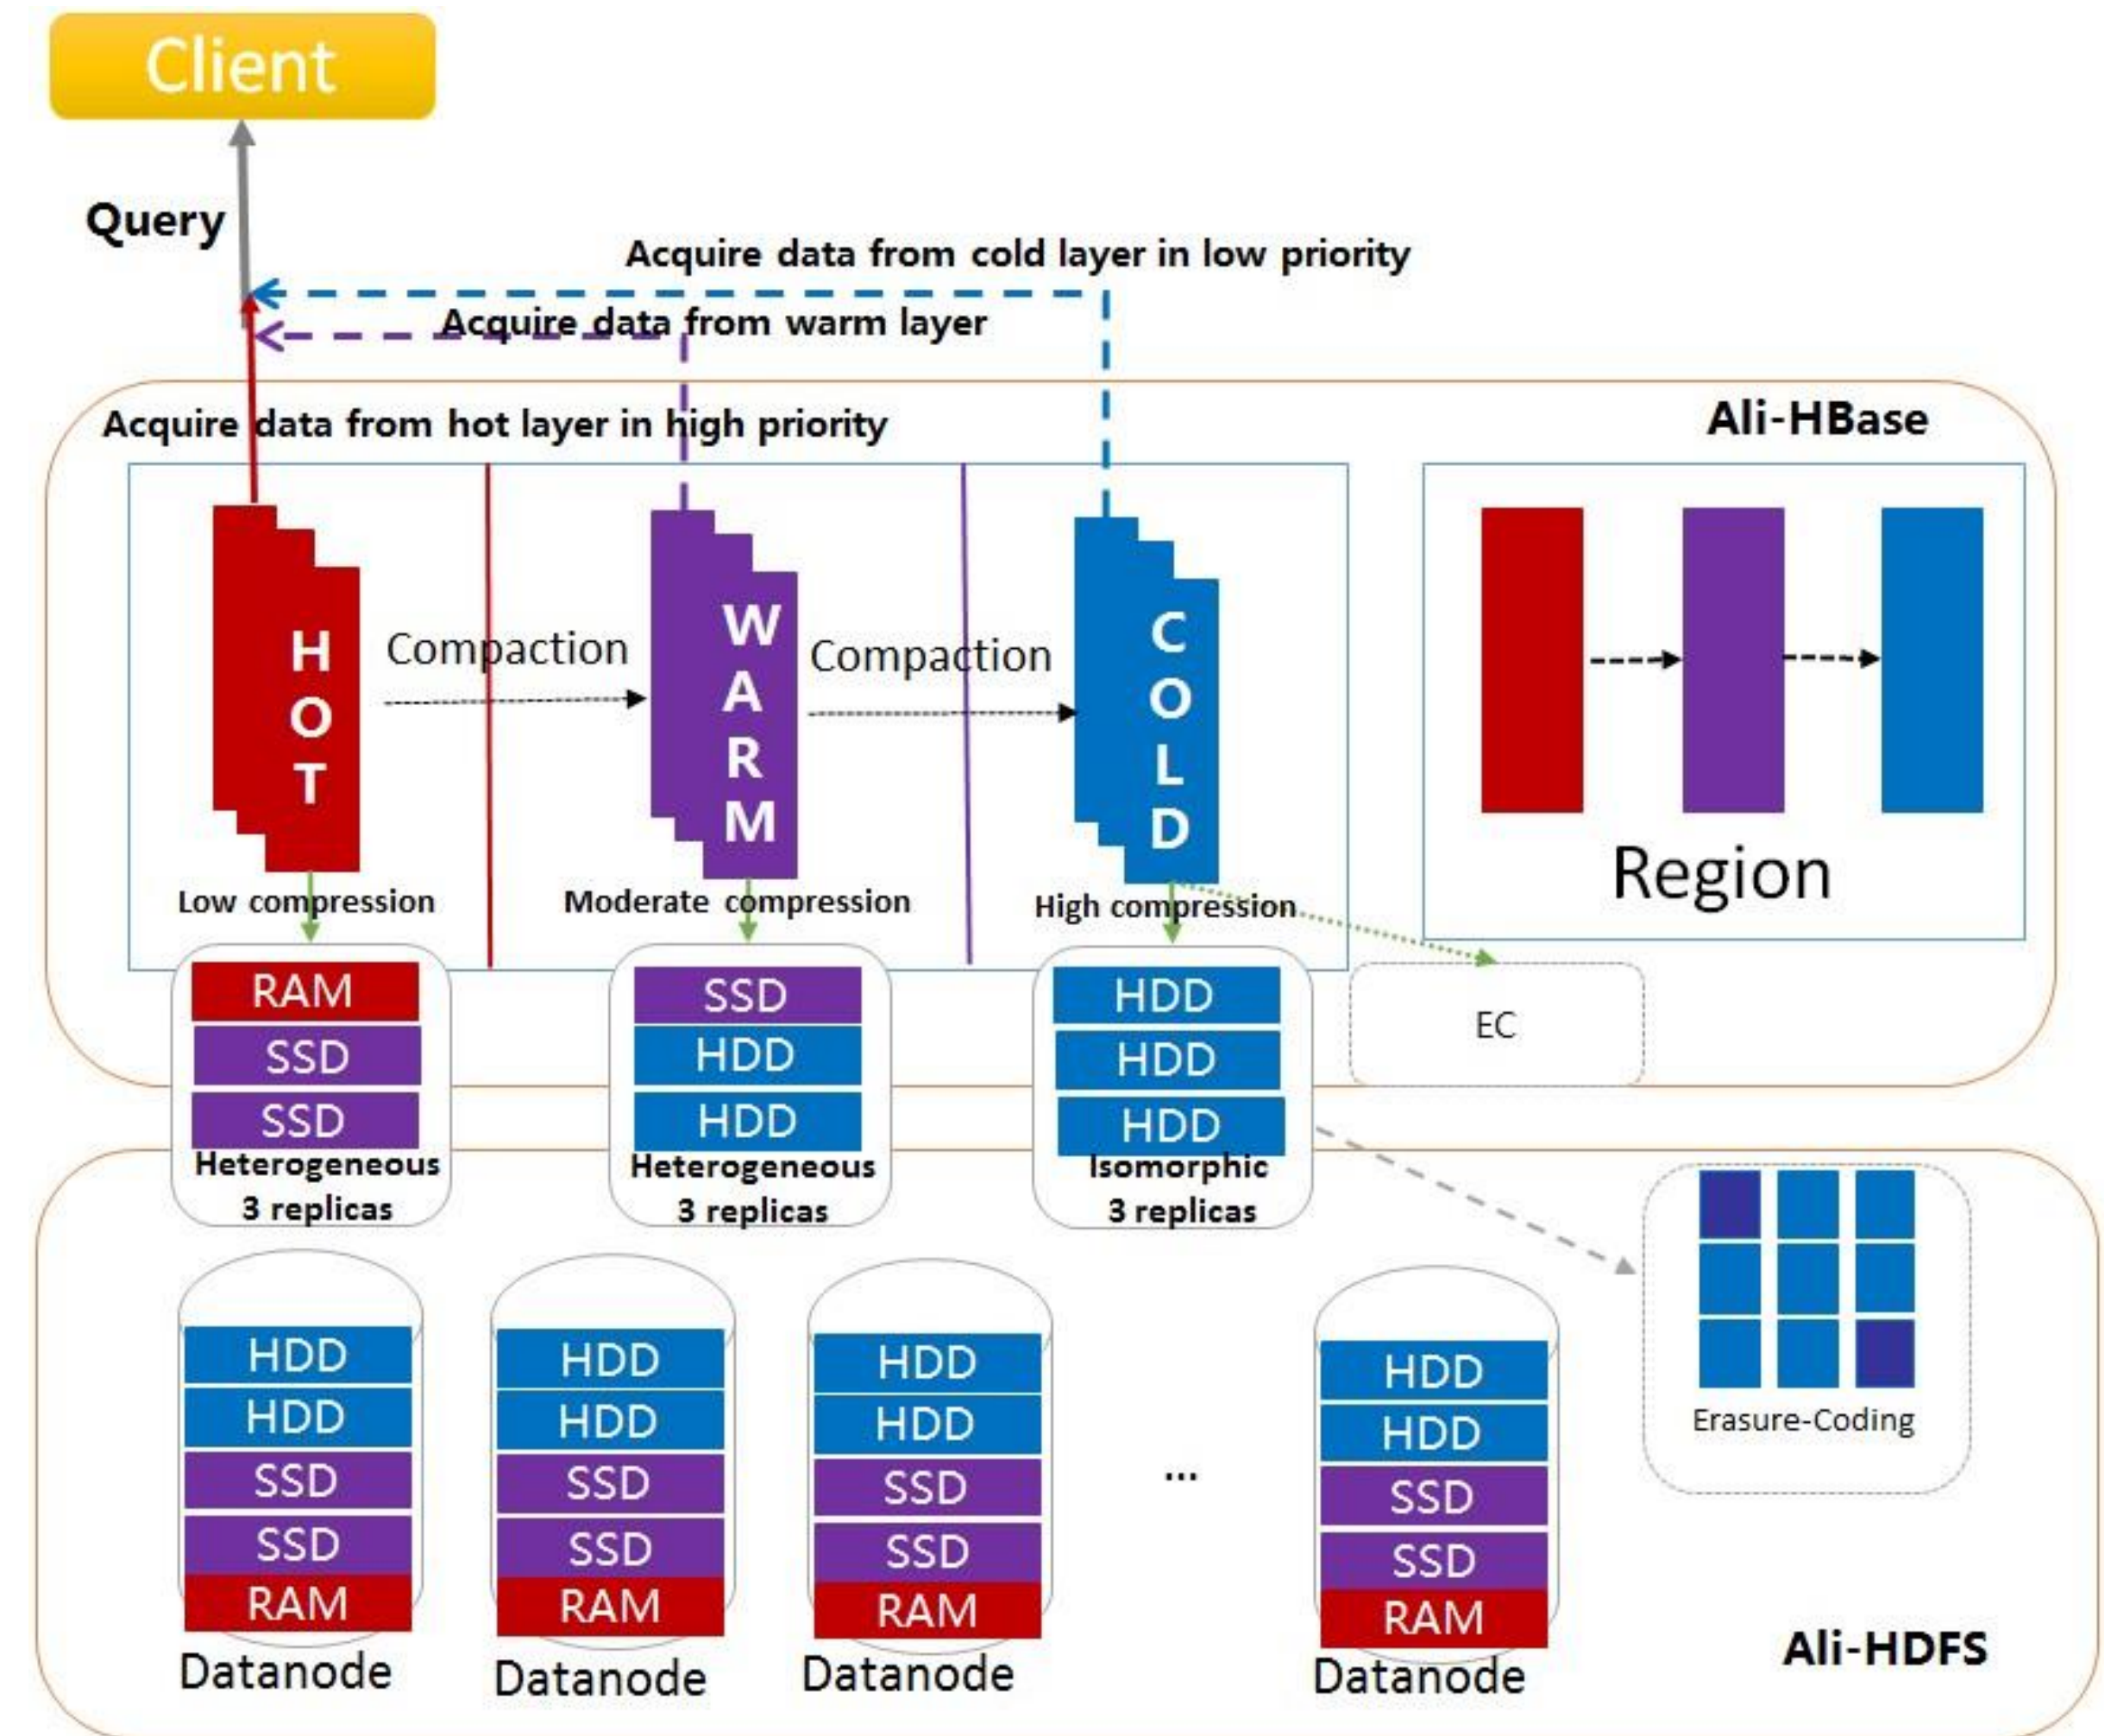 Client
Query
Acquire data from cold layer in low priority
Acquire data from warm layer
Acquire data from hot layer in high priority
Ali-HBase
HOT
Compaction
WARM
Compaction
COLD
Region
Low compression
Moderate compression
High compression
RAM
SSD
SSD
Heterogeneous
3 replicas
SSD
HDD
HDD
Heterogeneous
3 replicas
HDD
HDD
HDD
Isomorphic
3 replicas
EC
Erasure-Coding
HDD
HDD
SSD
SSD
RAM
Datanode
HDD
HDD
SSD
SSD
RAM
Datanode
HDD
HDD
SSD
SSD
RAM
Datanode
...
HDD
HDD
SSD
SSD
RAM
Datanode
Ali-HDFS